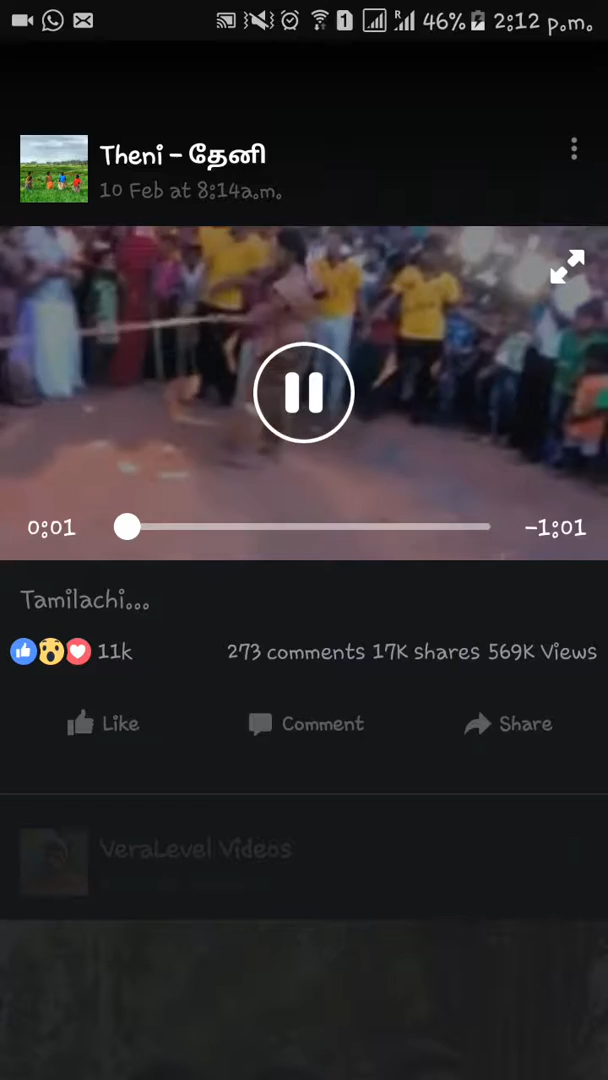 1 R 46% 2:12 p.m.
Theni - தேனி
10 Feb at 8:14a.m.
0:01 -1:01
Tamilachi...
11k 273 comments 17K shares 569K Views
Like Comment Share
VeraLevel Videos